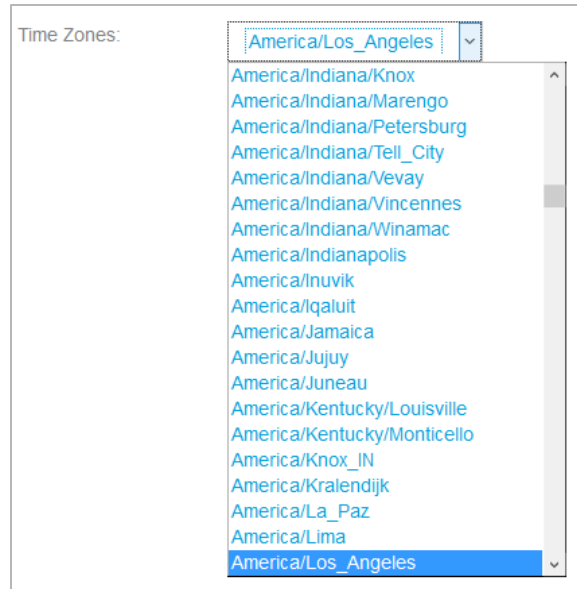 Time Zones:
America/Los_Angeles
America/Indiana/Knox
America/Indiana/Marengo
America/Indiana/Petersburg
America/Indiana/Tell_City
America/Indiana/Vevay
America/Indiana/Vincennes
America/Indiana/Winamac
America/Indianapolis
America/Inuvik
America/Iqaluit
America/Jamaica
America/Jujuy
America/Juneau
America/Kentucky/Louisville
America/Kentucky/Monticello
America/Knox_IN
America/Kralendijk
America/La_Paz
America/Lima
America/Los_Angeles